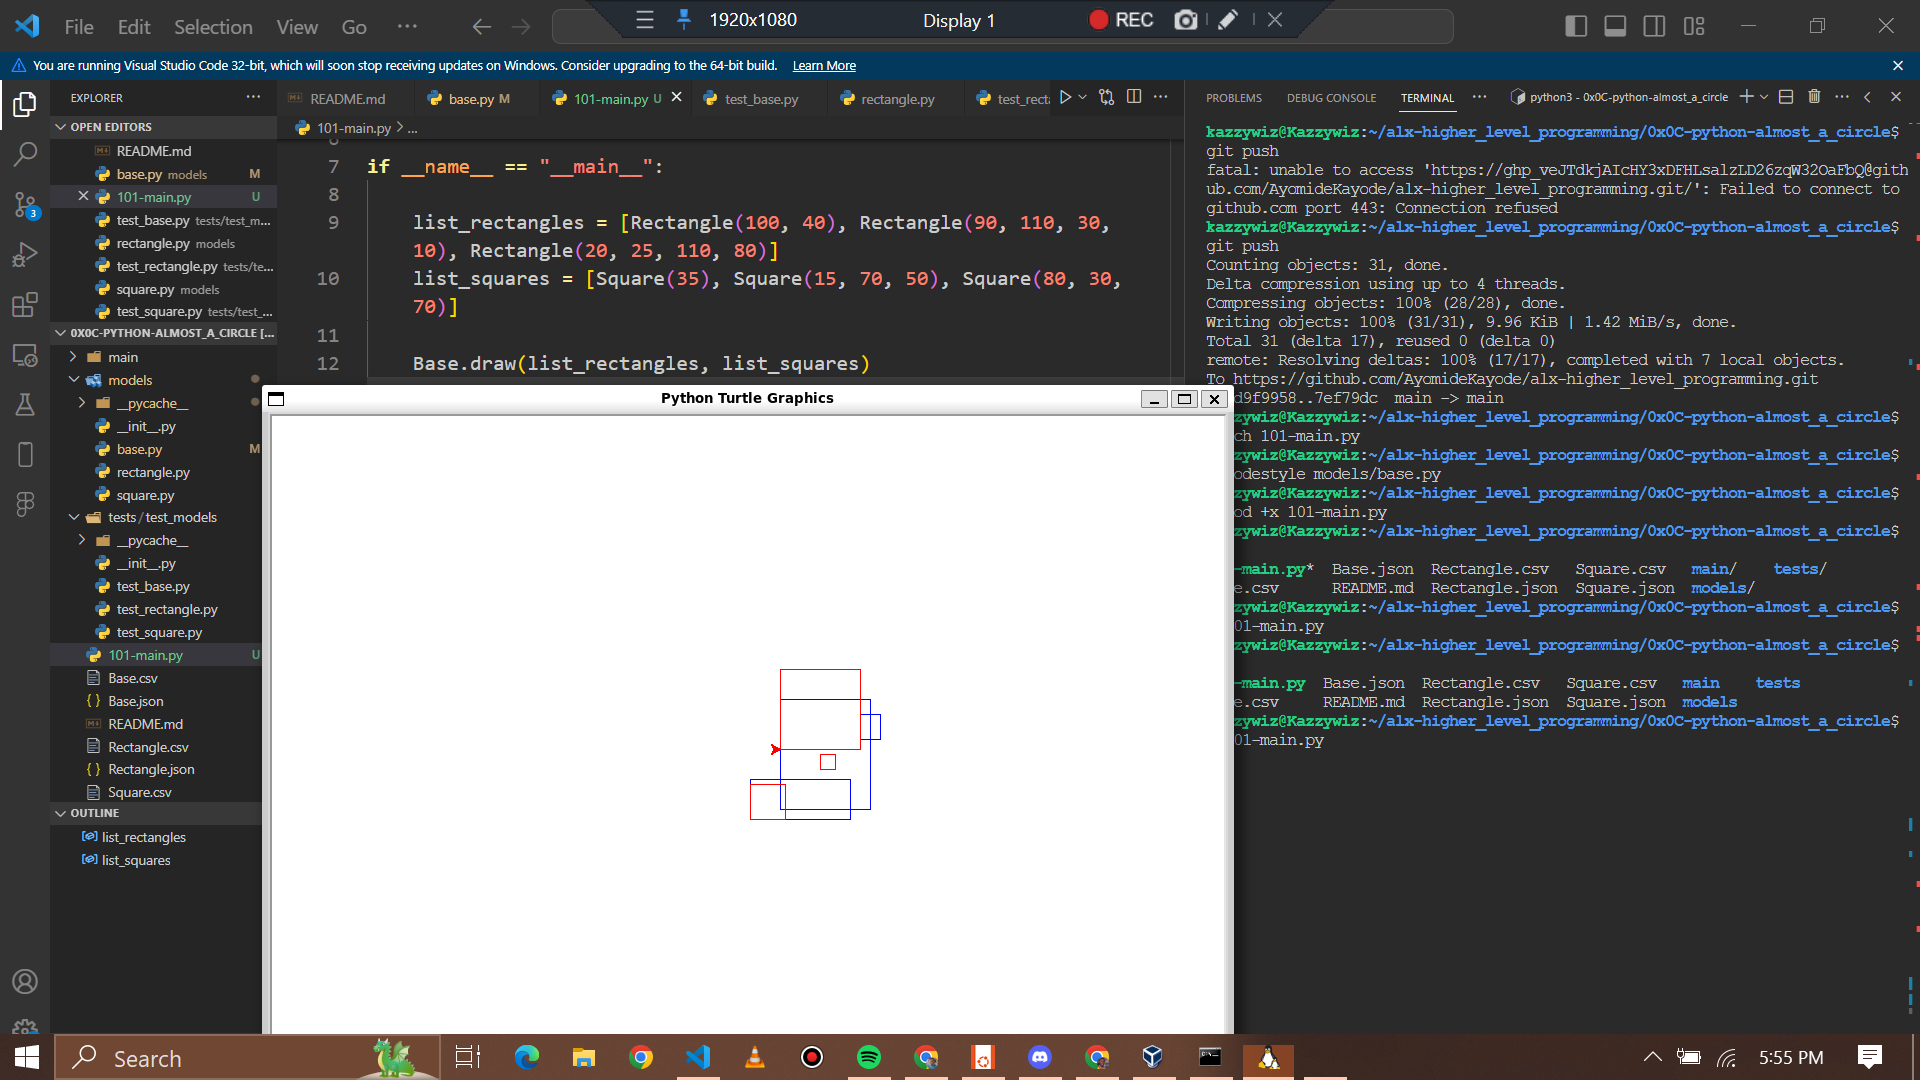 File Edit Selection View Go ···
1920x1080 Display 1 REC
You are running Visual Studio Code 32-bit, which will soon stop receiving updates on Windows. Consider upgrading to the 64-bit build. Learn More
EXPLORER
OPEN EDITORS
README.md
base.py models M
101-main.py U
test_base.py tests/test_m...
rectangle.py models
test_rectangle.py tests/te...
square.py models
test_square.py tests/test_...
0X0C-PYTHON-ALMOST_A_CIRCLE [...
main
models
__pycache__
__init__.py
base.py M
rectangle.py
square.py
tests/test_models
__pycache__
__init__.py
test_base.py
test_rectangle.py
test_square.py
101-main.py U
Base.csv
Base.json
README.md
Rectangle.csv
Rectangle.json
Square.csv
OUTLINE
list_rectangles
list_squares
3
README.md base.py M 101-main.py U test_base.py rectangle.py test_recta
101-main.py > ...
7 if __name__ == "__main__":
8
9 list_rectangles = [Rectangle(100, 40), Rectangle(90, 110, 30,
10), Rectangle(20, 25, 110, 80)]
10 list_squares = [Square(35), Square(15, 70, 50), Square(80, 30,
70)]
11
12 Base.draw(list_rectangles, list_squares)
Python Turtle Graphics
PROBLEMS DEBUG CONSOLE TERMINAL ··· python3 - 0x0C-python-almost_a_circle
kazzywiz@Kazzywiz:~/alx-higher_level_programming/0x0C-python-almost_a_circle$
git push
fatal: unable to access 'https://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@gith
ub.com/AyomideKayode/alx-higher_level_programming.git/': Failed to connect to
github.com port 443: Connection refused
kazzywiz@Kazzywiz:~/alx-higher_level_programming/0x0C-python-almost_a_circle$
git push
Counting objects: 31, done.
Delta compression using up to 4 threads.
Compressing objects: 100% (28/28), done.
Writing objects: 100% (31/31), 9.96 KiB | 1.42 MiB/s, done.
Total 31 (delta 17), reused 0 (delta 0)
remote: Resolving deltas: 100% (17/17), completed with 7 local objects.
To https://github.com/AyomideKayode/alx-higher_level_programming.git
d9f9958..7ef79dc main -> main
zywiz@Kazzywiz:~/alx-higher_level_programming/0x0C-python-almost_a_circle$
ch 101-main.py
zywiz@Kazzywiz:~/alx-higher_level_programming/0x0C-python-almost_a_circle$
odestyle models/base.py
zywiz@Kazzywiz:~/alx-higher_level_programming/0x0C-python-almost_a_circle$
od +x 101-main.py
zywiz@Kazzywiz:~/alx-higher_level_programming/0x0C-python-almost_a_circle$
-main.py* Base.json Rectangle.csv Square.csv main/ tests/
e.csv README.md Rectangle.json Square.json models/
zywiz@Kazzywiz:~/alx-higher_level_programming/0x0C-python-almost_a_circle$
01-main.py
zywiz@Kazzywiz:~/alx-higher_level_programming/0x0C-python-almost_a_circle$
-main.py Base.json Rectangle.csv Square.csv main tests
e.csv README.md Rectangle.json Square.json models
zywiz@Kazzywiz:~/alx-higher_level_programming/0x0C-python-almost_a_circle$
01-main.py
Search
5:55 PM